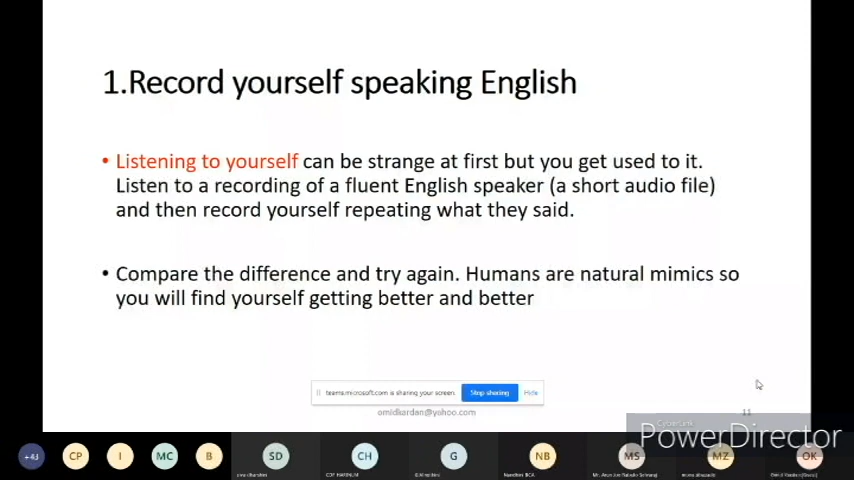 1.Record yourself speaking English
• Listening to yourself can be strange at first but you get used to it.
Listen to a recording of a fluent English speaker (a short audio file)
and then record yourself repeating what they said.
• Compare the difference and try again. Humans are natural mimics so
you will find yourself getting better and better
teams.microsoft.com is sharing your screen. Stop sharing Hide
omidkardan@yahoo.com 11
CyberLink
PowerDirector
+43 CP I MC B SD CH G NB MS MZ OK